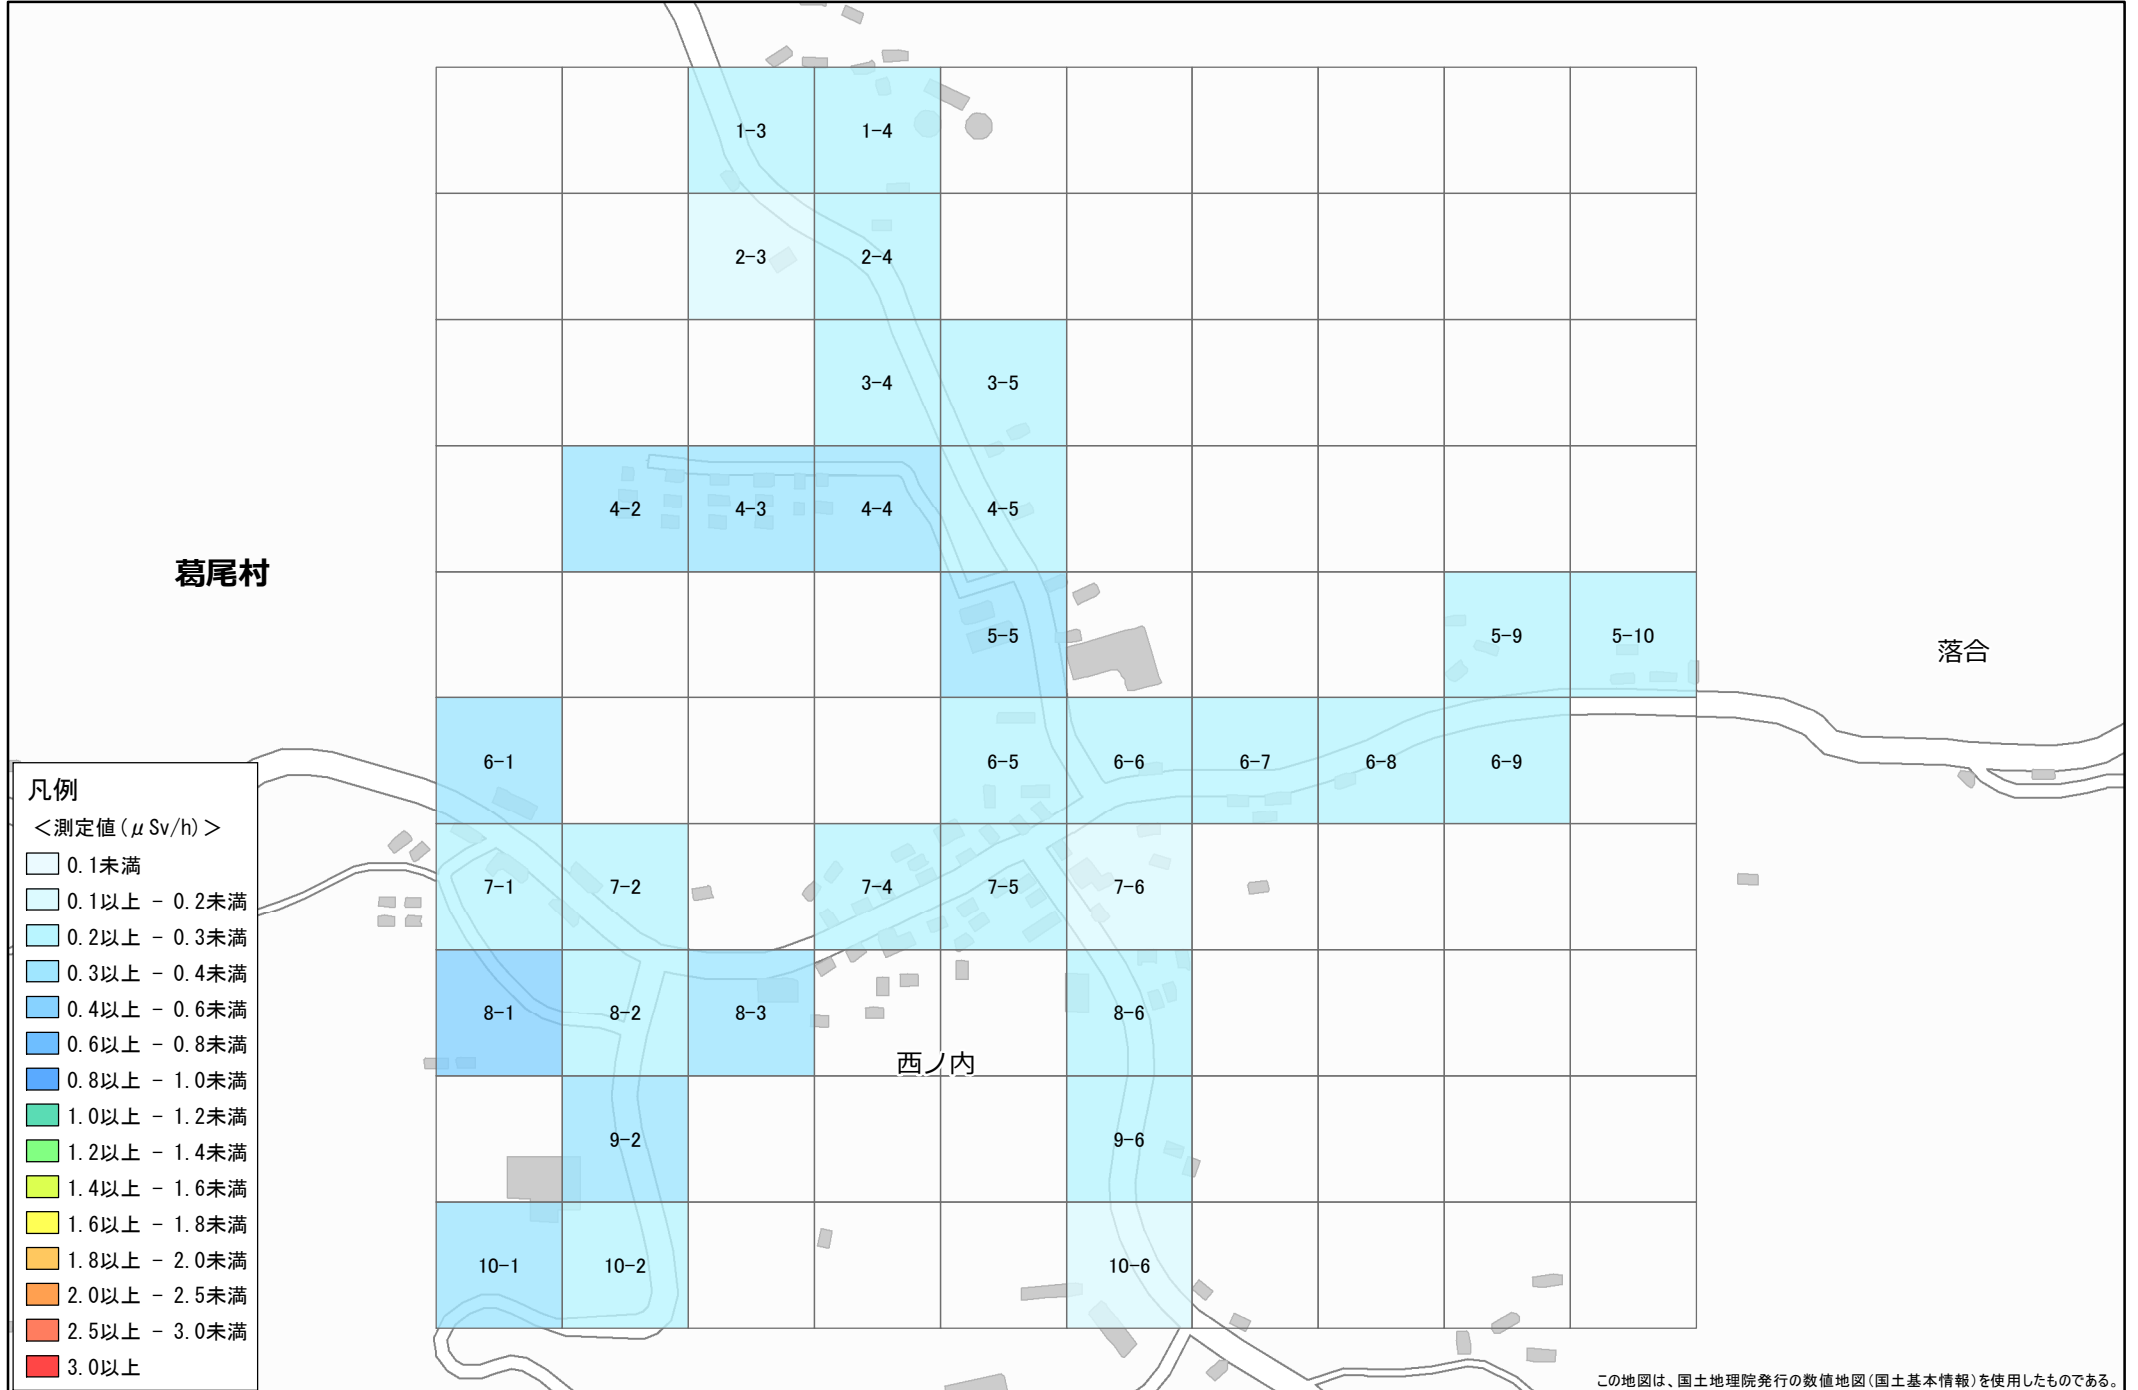 1-3 1-4
2-3 2-4
3-4 3-5
4-2 4-3 4-4 4-5
葛尾村
5-5 5-9 5-10
落合
6-1 6-5 6-6 6-7 6-8 6-9
7-1 7-2 7-4 7-5 7-6
8-1 8-2 8-3 8-6
西ノ内
9-2 9-6
10-1 10-2 10-6
凡例
＜測定値(μSv/h)＞
0.1未満
0.1以上 - 0.2未満
0.2以上 - 0.3未満
0.3以上 - 0.4未満
0.4以上 - 0.6未満
0.6以上 - 0.8未満
0.8以上 - 1.0未満
1.0以上 - 1.2未満
1.2以上 - 1.4未満
1.4以上 - 1.6未満
1.6以上 - 1.8未満
1.8以上 - 2.0未満
2.0以上 - 2.5未満
2.5以上 - 3.0未満
3.0以上
この地図は、国土地理院発行の数値地図(国土基本情報)を使用したものである。